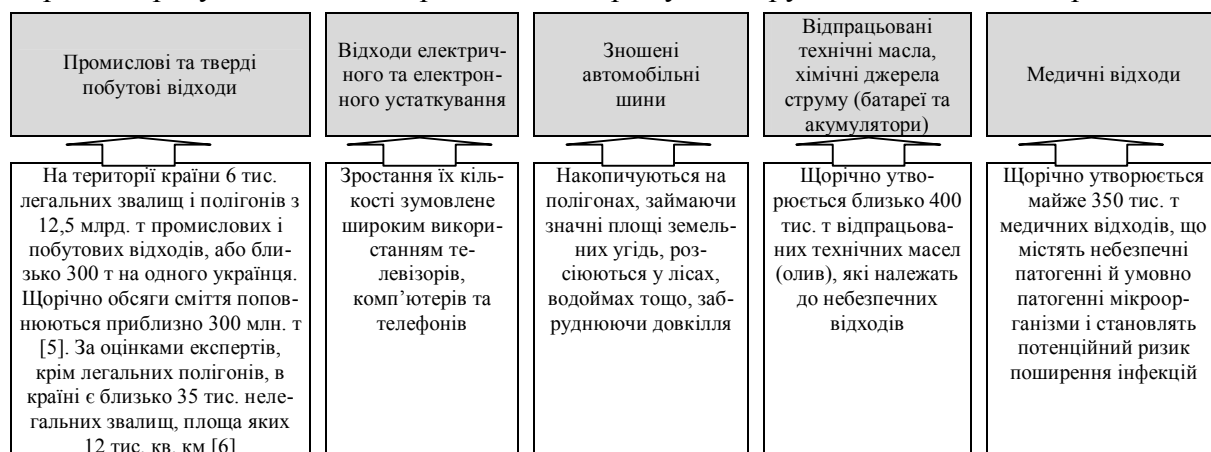 Промислові та тверді
побутові відходи
Відходи електрич-
ного та електрон-
ного устаткування
Зношені
автомобільні
шини
Відпрацьовані
технічні масла,
хімічні джерела
струму (батареї та
акумулятори)
Медичні відходи
На території країни 6 тис.
легальних звалищ і полігонів з
12,5 млрд. т промислових і
побутових відходів, або бли-
зько 300 т на одного українця.
Щорічно обсяги сміття попов-
нюються приблизно 300 млн. т
[5]. За оцінками експертів,
крім легальних полігонів, в
країні є близько 35 тис. неле-
гальних звалищ, площа яких
12 тис. кв. км [6]
Зростання їх кіль-
кості зумовлене
широким викори-
станням те-
левізорів,
комп’ютерів та
телефонів
Накопичуються на
полігонах, займаючи
значні площі земель-
них угідь, роз-
сіюються у лісах,
водоймах тощо, заб-
руднюючи довкілля
Щорічно утво-
рюється близько 400
тис. т відпрацьова-
них технічних масел
(олив), які належать
до небезпечних
відходів
Щорічно утворюється
майже 350 тис. т
медичних відходів, що
містять небезпечні
патогенні й умовно
патогенні мікроор-
ганізми і становлять
потенційний ризик
поширення інфекцій